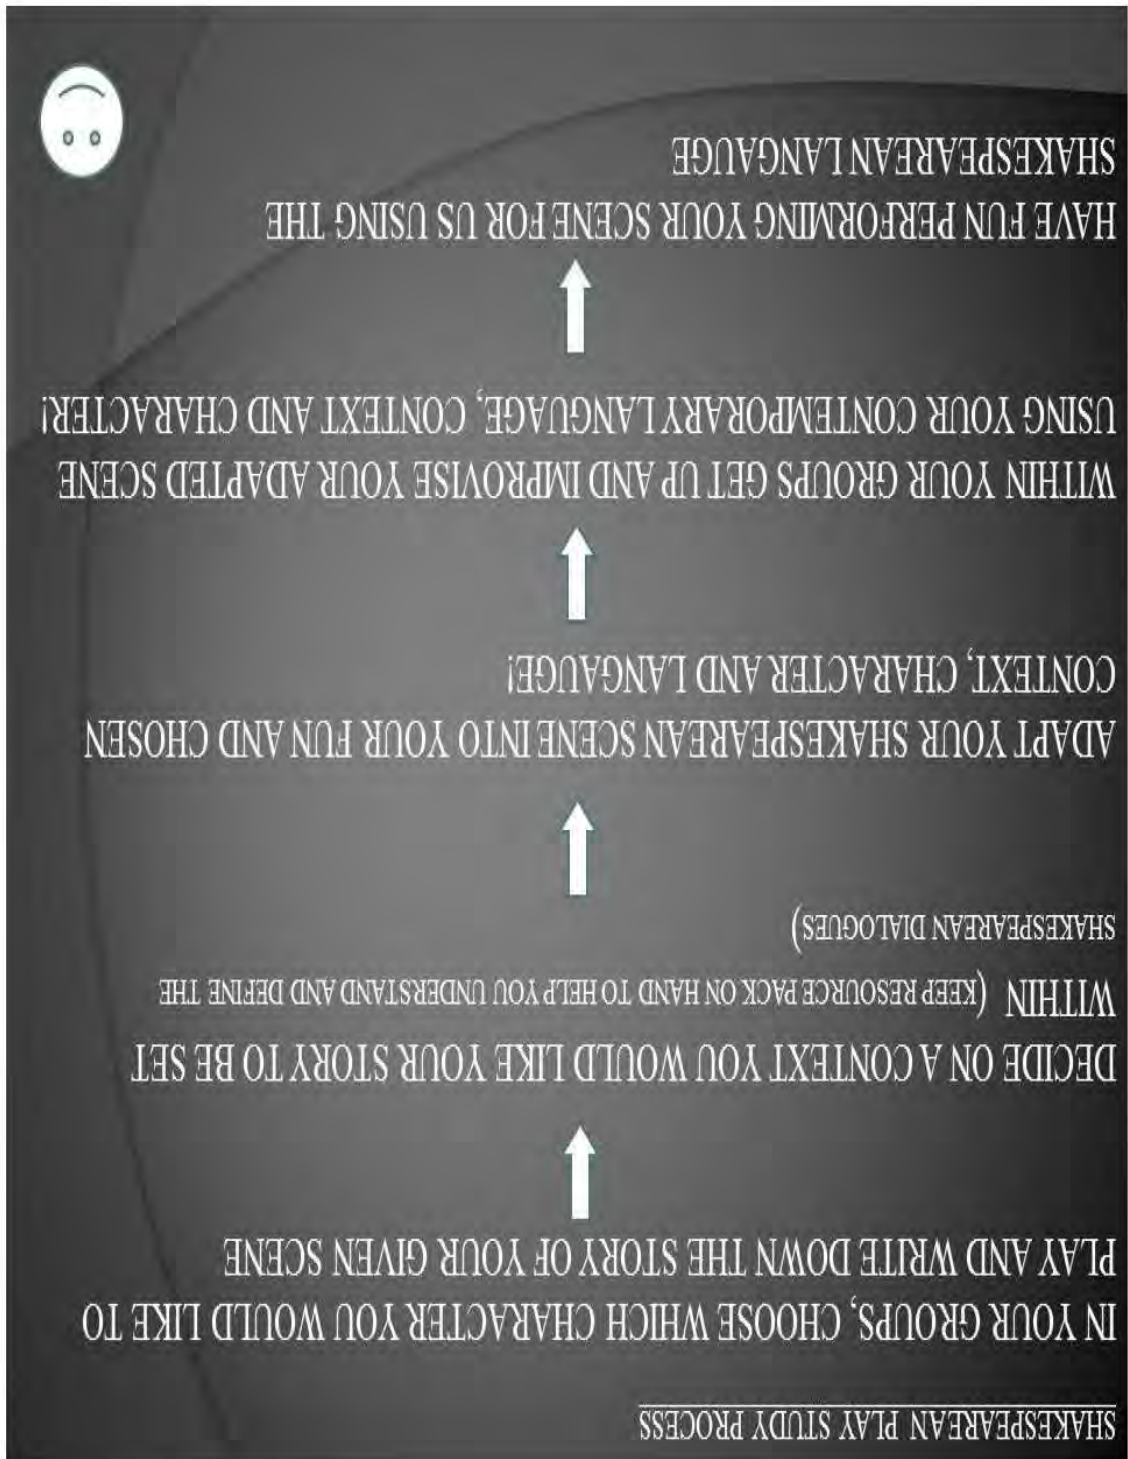 SHAKESPEAREAN PLAY STUDY PROCESS
IN YOUR GROUPS, CHOOSE WHICH CHARACTER YOU WOULD LIKE TO
PLAY AND WRITE DOWN THE STORY OF YOUR GIVEN SCENE
DECIDE ON A CONTEXT YOU WOULD LIKE YOUR STORY TO BE SET
WITHIN (KEEP RESOURCE PACK ON HAND TO HELP YOU UNDERSTAND AND DEFINE THE
SHAKESPEAREAN DIALOGUES)
ADAPT YOUR SHAKESPEAREAN SCENE INTO YOUR FUN AND CHOSEN
CONTEXT, CHARACTER AND LANGAUGE!
WITHIN YOUR GROUPS GET UP AND IMPROVISE YOUR ADAPTED SCENE
USING YOUR CONTEMPORARY LANGUAGE, CONTEXT AND CHARACTER!
HAVE FUN PERFORMING YOUR SCENE FOR US USING THE
SHAKESPEAREAN LANGAUGE